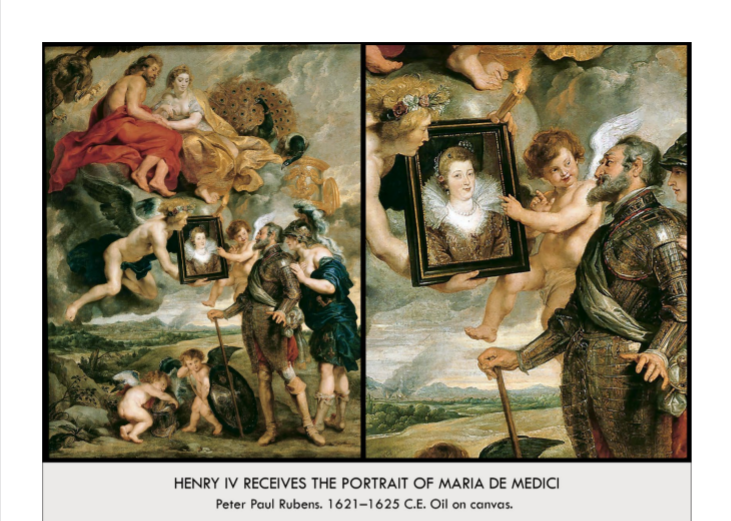 HENRY IV RECEIVES THE PORTRAIT OF MARIA DE MEDICI
Peter Paul Rubens. 1621–1625 C.E. Oil on canvas.